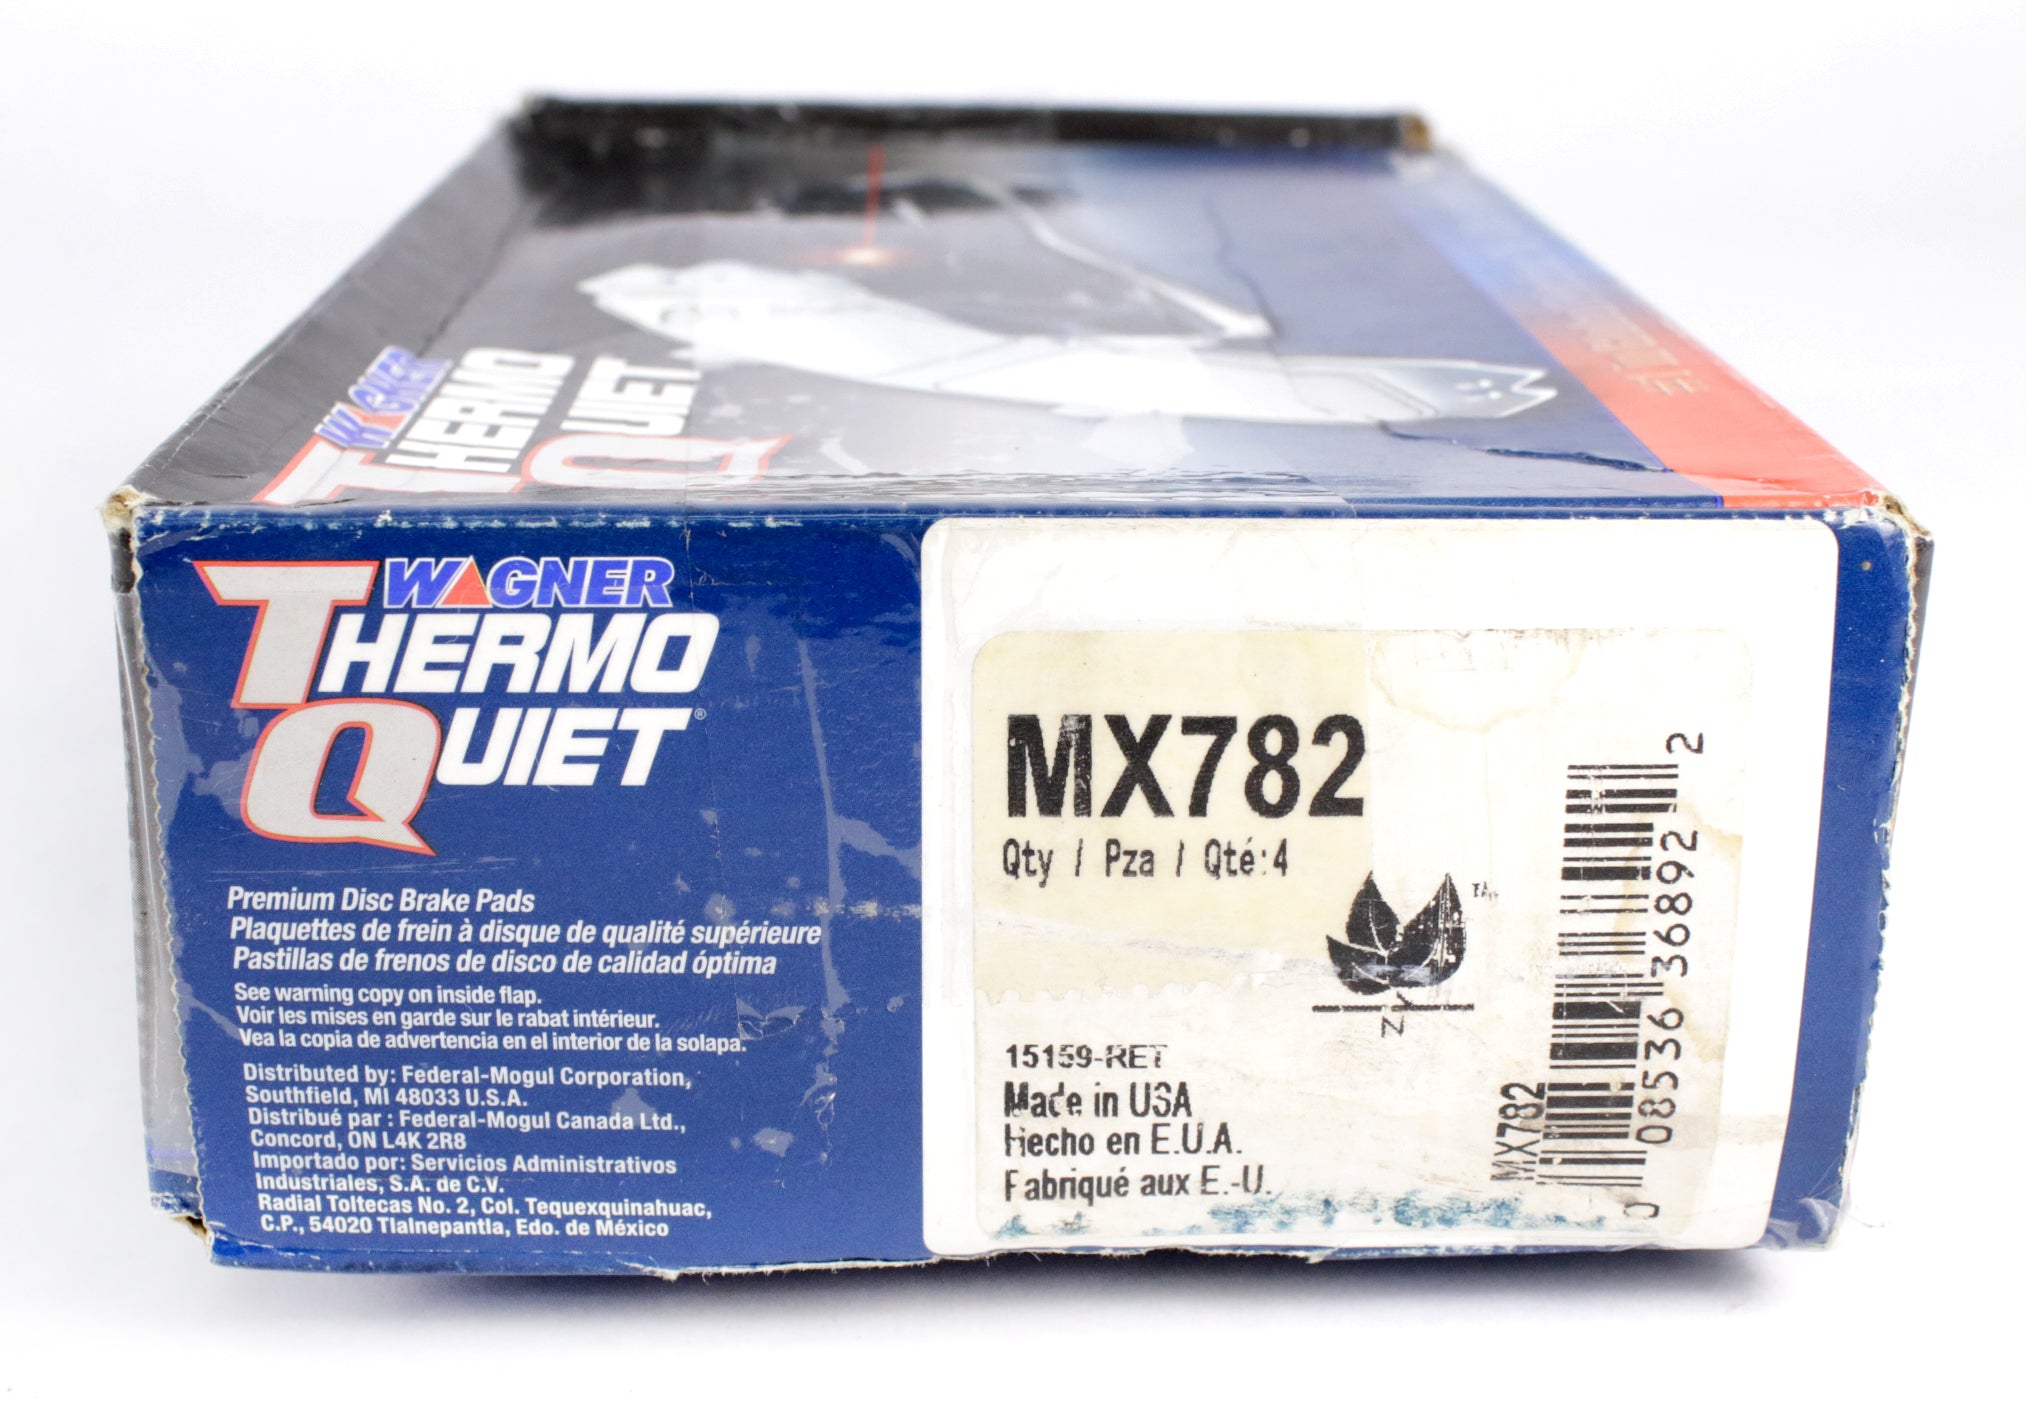 WAGNER
THERMO
QUIET
WAGNER
THERMO
QUIET®
Premium Disc Brake Pads
Plaquettes de frein à disque de qualité supérieure
Pastillas de frenos de disco de calidad óptima
See warning copy on inside flap.
Voir les mises en garde sur le rabat intérieur.
Vea la copia de advertencia en el interior de la solapa.
Distributed by: Federal-Mogul Corporation,
Southfield, MI 48033 U.S.A.
Distribué par : Federal-Mogul Canada Ltd.,
Concord, ON L4K 2R8
Importado por: Servicios Administrativos
Industriales, S.A. de C.V.
Radial Toltecas No. 2, Col. Tequexquinahuac,
C.P., 54020 Tlalnepantla, Edo. de México
MX782
Qty / Pza / Qté:4
N
15159-RET
Made in USA
Hecho en E.U.A.
Fabriqué aux E.-U.
MX782
0 08536 36892 2